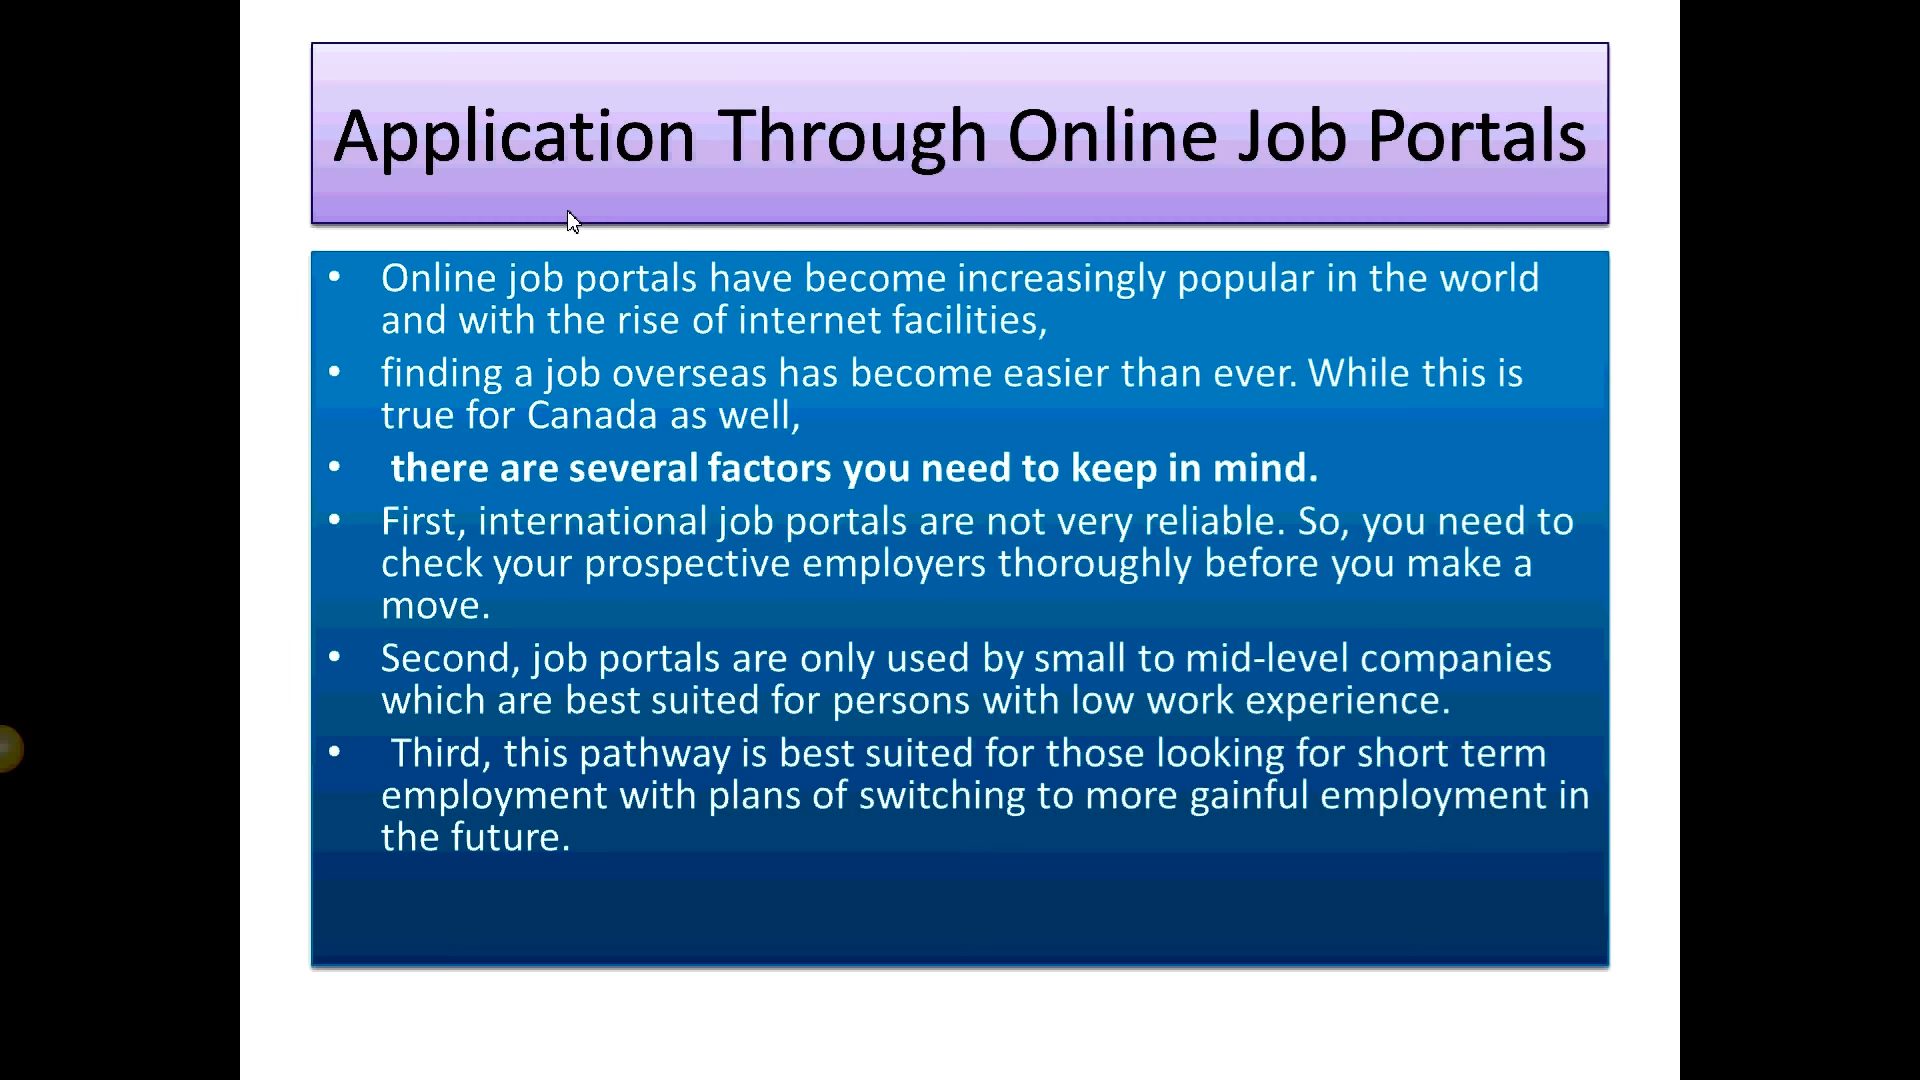 Application Through Online Job Portals
• Online job portals have become increasingly popular in the world
and with the rise of internet facilities,
• finding a job overseas has become easier than ever. While this is
true for Canada as well,
• there are several factors you need to keep in mind.
• First, international job portals are not very reliable. So, you need to
check your prospective employers thoroughly before you make a
move.
• Second, job portals are only used by small to mid-level companies
which are best suited for persons with low work experience.
• Third, this pathway is best suited for those looking for short term
employment with plans of switching to more gainful employment in
the future.